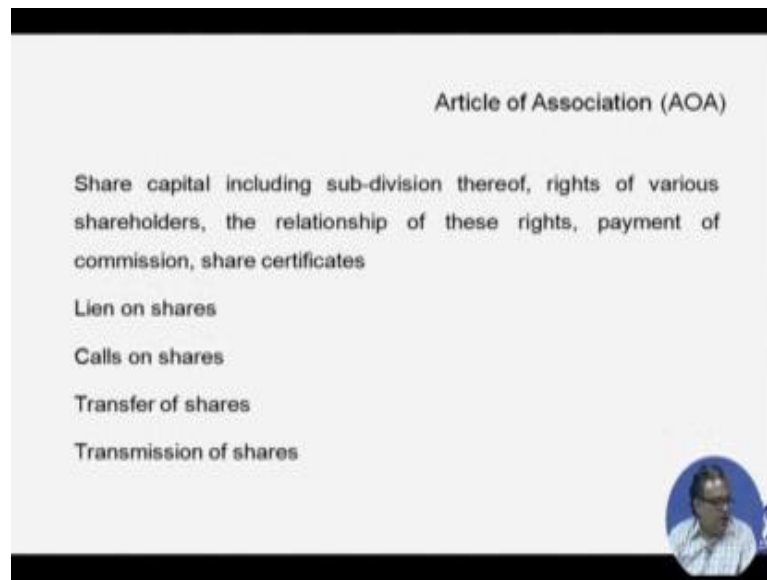 Article of Association (AOA)
Share capital including sub-division thereof, rights of various
shareholders, the relationship of these rights, payment of
commission, share certificates
Lien on shares
Calls on shares
Transfer of shares
Transmission of shares